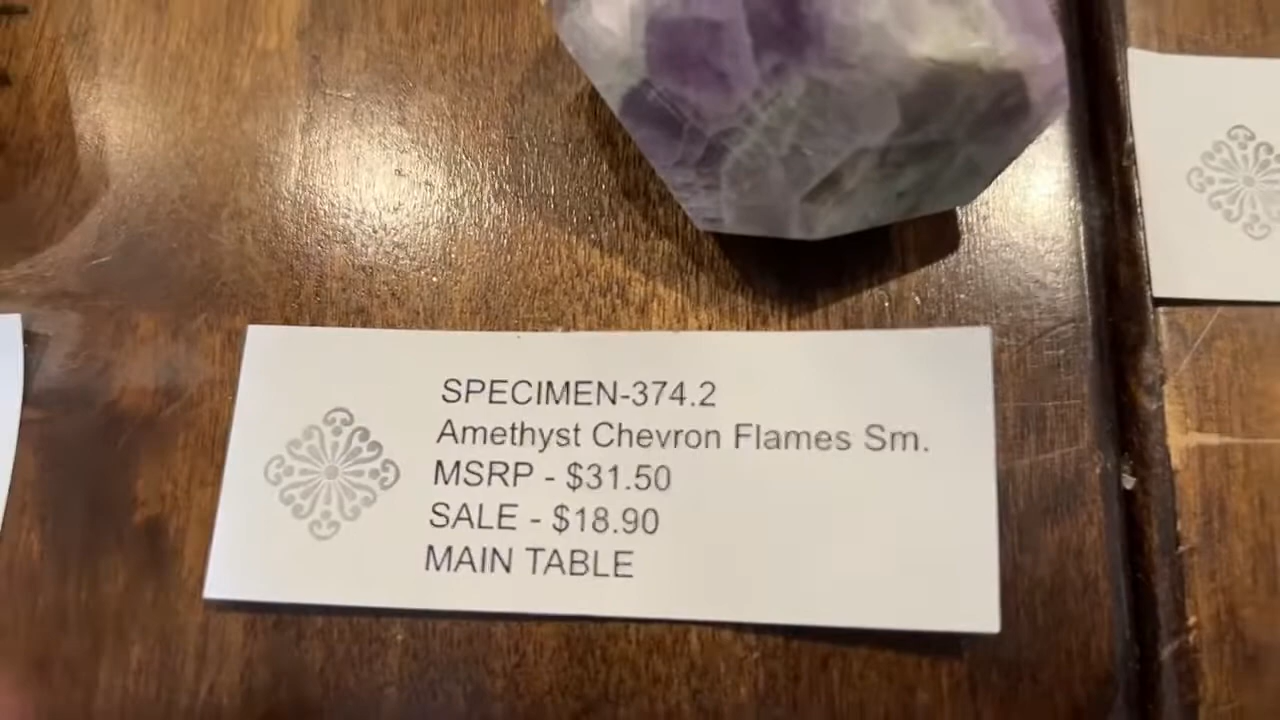 SPECIMEN-374.2
Amethyst Chevron Flames Sm.
MSRP - $31.50
SALE - $18.90
MAIN TABLE